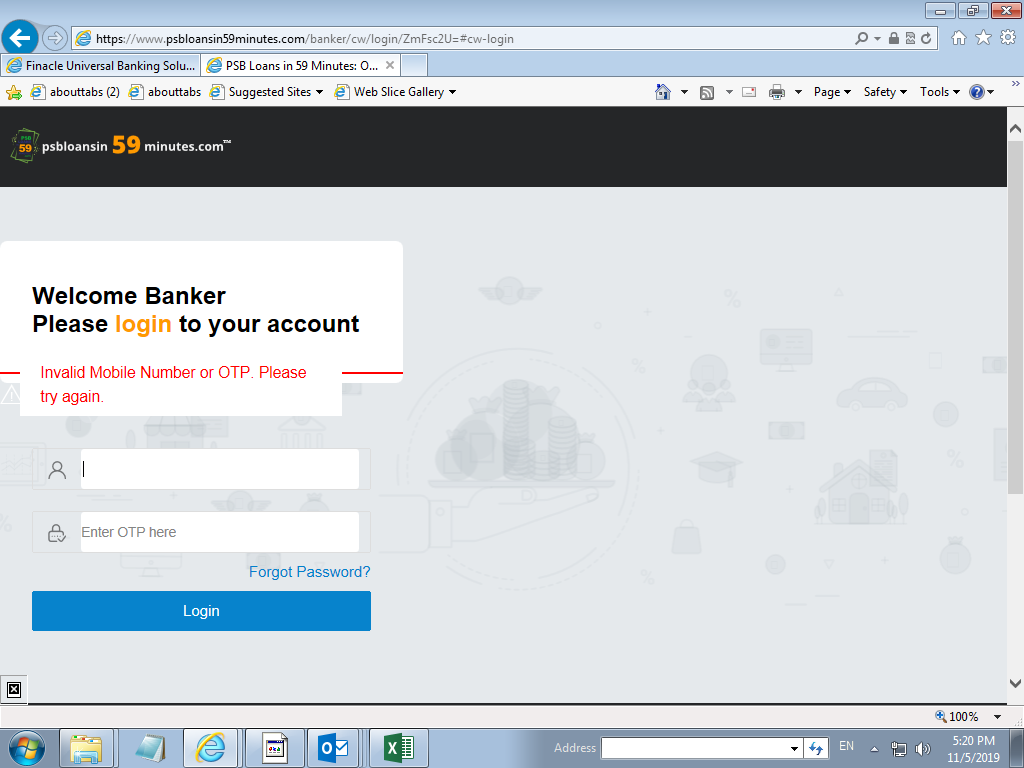 https://www.psbloansin59minutes.com/banker/cw/login/ZmFsc2U=#cw-login
Finacle Universal Banking Solu...
PSB Loans in 59 Minutes: O...
abouttabs (2)
abouttabs
Suggested Sites
Web Slice Gallery
Page
Safety
Tools
PSB
59
psbloansin 59 minutes.com™
Welcome Banker
Please login to your account
Invalid Mobile Number or OTP. Please
try again.
Enter OTP here
Forgot Password?
Login
100%
Address
EN
5:20 PM
11/5/2019